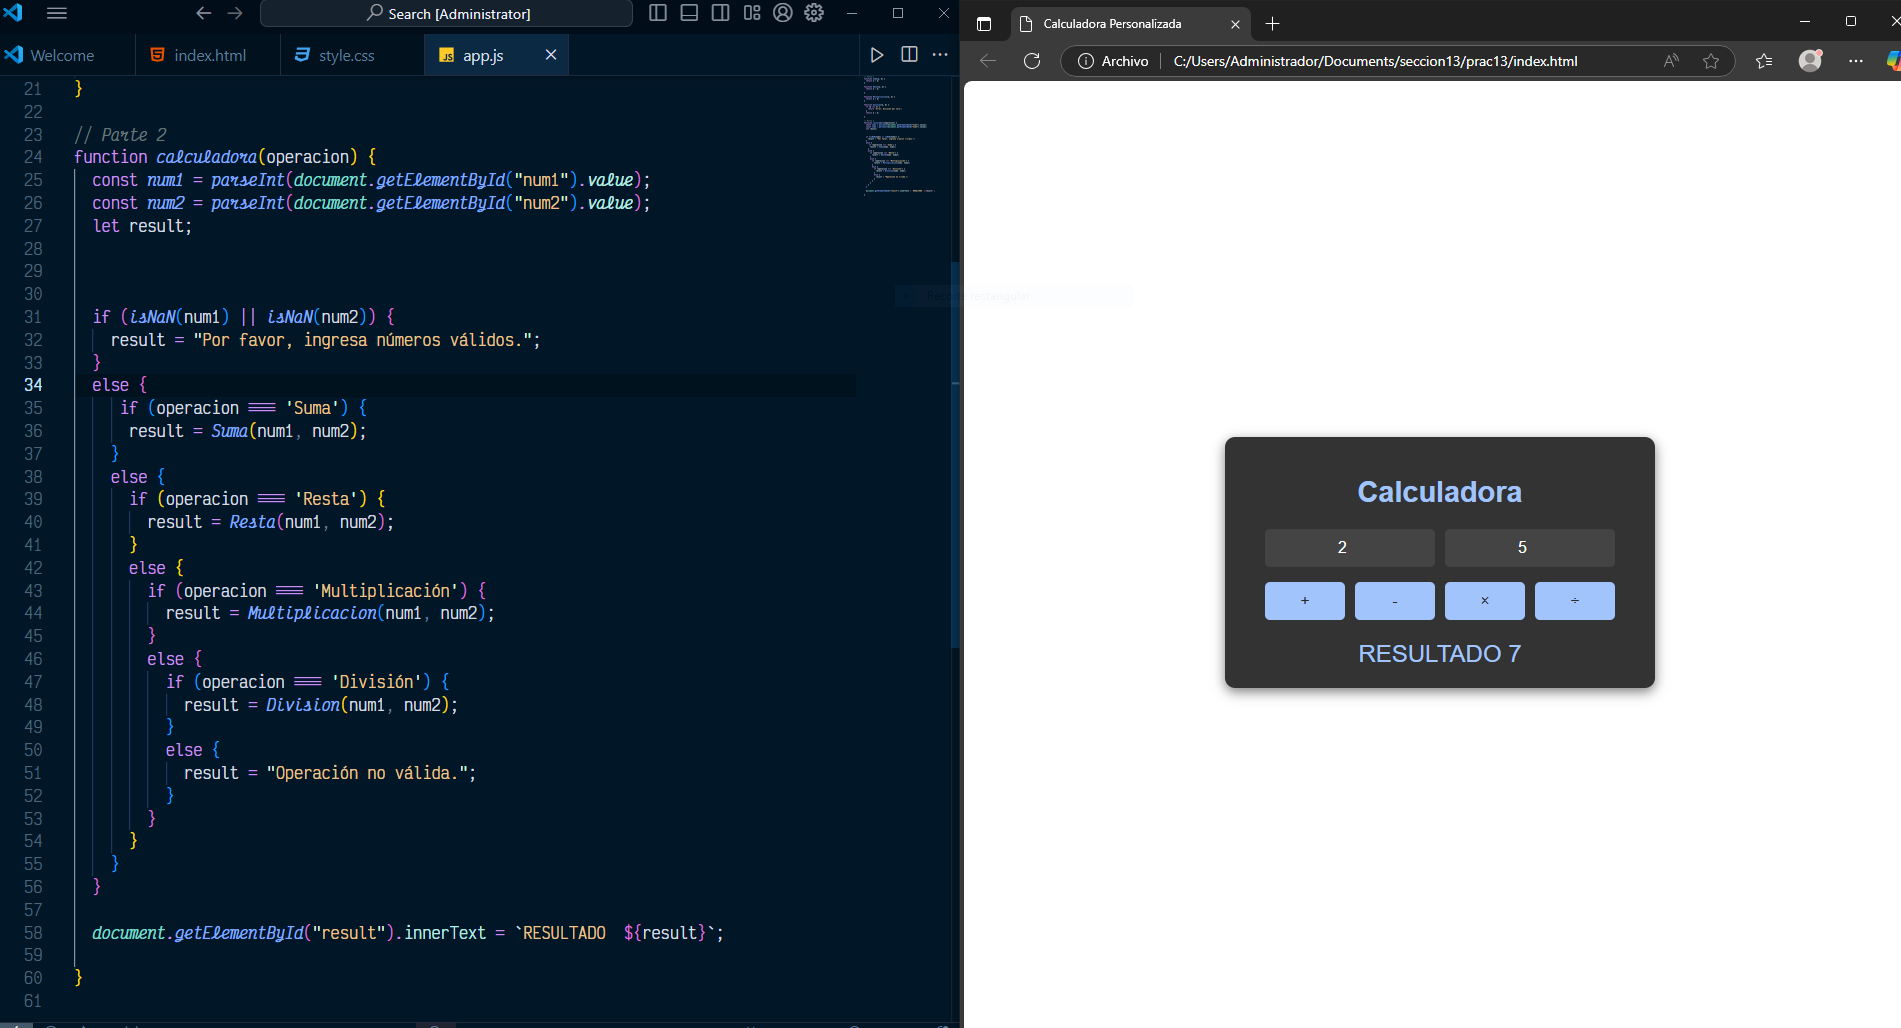 Search [Administrator]
Welcome
index.html
style.css
app.js
21 }
22
23 // Parte 2
24 function calculadora(operacion) {
25 const num1 = parseInt(document.getElementById("num1").value);
26 const num2 = parseInt(document.getElementById("num2").value);
27 let result;
28
29
30
31 if (isNaN(num1) || isNaN(num2)) {
32 result = "Por favor, ingresa números válidos.";
33 }
34 else {
35 if (operacion === 'Suma') {
36 result = Suma(num1, num2);
37 }
38 else {
39 if (operacion === 'Resta') {
40 result = Resta(num1, num2);
41 }
42 else {
43 if (operacion === 'Multiplicación') {
44 result = Multiplicacion(num1, num2);
45 }
46 else {
47 if (operacion === 'División') {
48 result = Division(num1, num2);
49 }
50 else {
51 result = "Operación no válida.";
52 }
53 }
54 }
55 }
56 }
57
58 document.getElementById("result").innerText = `RESULTADO  ${result}`;
59
60 }
61
Calculadora Personalizada
Archivo
C:/Users/Administrador/Documents/seccion13/prac13/index.html
Calculadora
2 5
+ - × ÷
RESULTADO 7